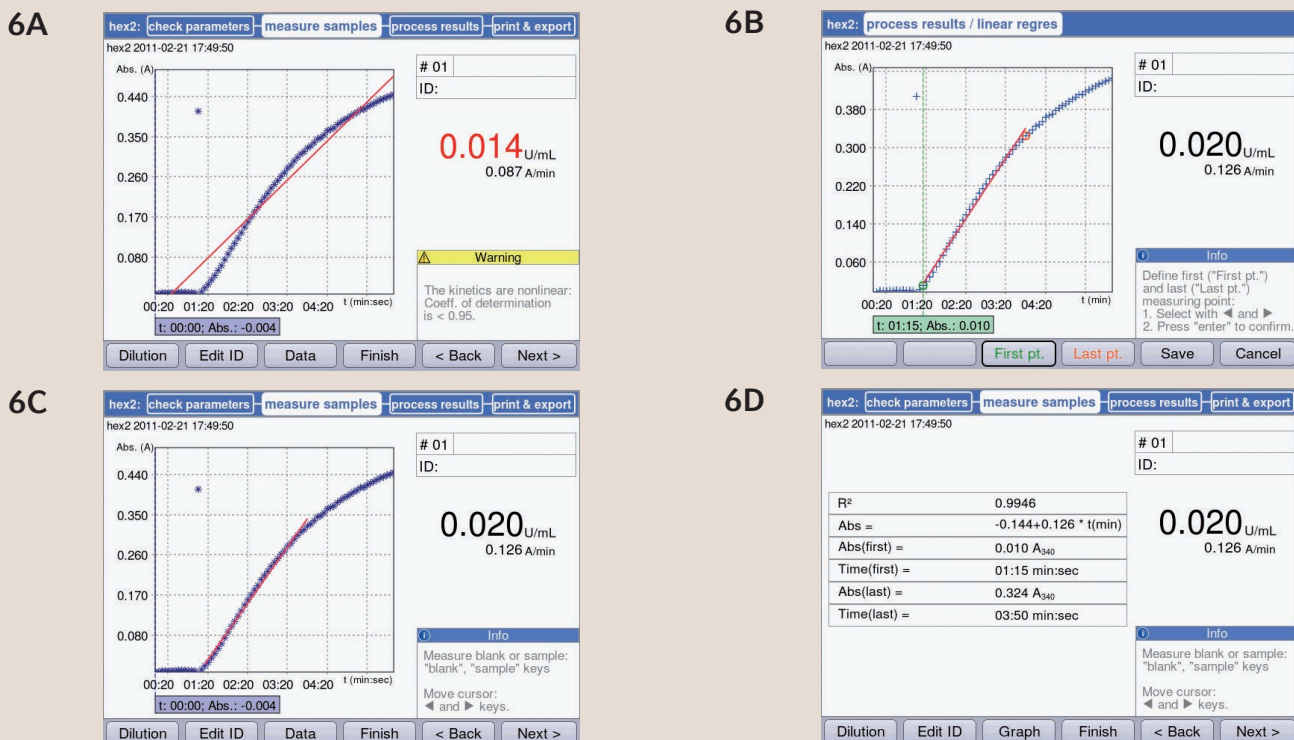 6A
hex2: check parameters measure samples process results print & export
hex2 2011-02-21 17:49:50
Abs. (A)
0.440
0.350
0.260
0.170
0.080
00:20 01:20 02:20 03:20 04:20 t (min:sec)
t: 00:00; Abs.: -0.004
# 01
ID:
0.014 U/mL
0.087 A/min
Warning
The kinetics are nonlinear:
Coeff. of determination
is < 0.95.
Dilution Edit ID Data Finish < Back Next >
6B
hex2: process results / linear regres
hex2 2011-02-21 17:49:50
Abs. (A)
0.380
0.300
0.220
0.140
0.060
00:20 01:20 02:20 03:20 04:20 t (min)
t: 01:15; Abs.: 0.010
# 01
ID:
0.020 U/mL
0.126 A/min
Info
Define first ("First pt.")
and last ("Last pt.")
measuring point:
1. Select with ◀ and ▶
2. Press "enter" to confirm.
First pt. Last pt. Save Cancel
6C
hex2: check parameters measure samples process results print & export
hex2 2011-02-21 17:49:50
Abs. (A)
0.440
0.350
0.260
0.170
0.080
00:20 01:20 02:20 03:20 04:20 t (min:sec)
t: 00:00; Abs.: -0.004
# 01
ID:
0.020 U/mL
0.126 A/min
Info
Measure blank or sample:
"blank", "sample" keys
Move cursor:
◀ and ▶ keys.
Dilution Edit ID Data Finish < Back Next >
6D
hex2: check parameters measure samples process results print & export
hex2 2011-02-21 17:49:50
R² 0.9946
Abs = -0.144+0.126 * t(min)
Abs(first) = 0.010 A₃₄₀
Time(first) = 01:15 min:sec
Abs(last) = 0.324 A₃₄₀
Time(last) = 03:50 min:sec
# 01
ID:
0.020 U/mL
0.126 A/min
Info
Measure blank or sample:
"blank", "sample" keys
Move cursor:
◀ and ▶ keys.
Dilution Edit ID Graph Finish < Back Next >